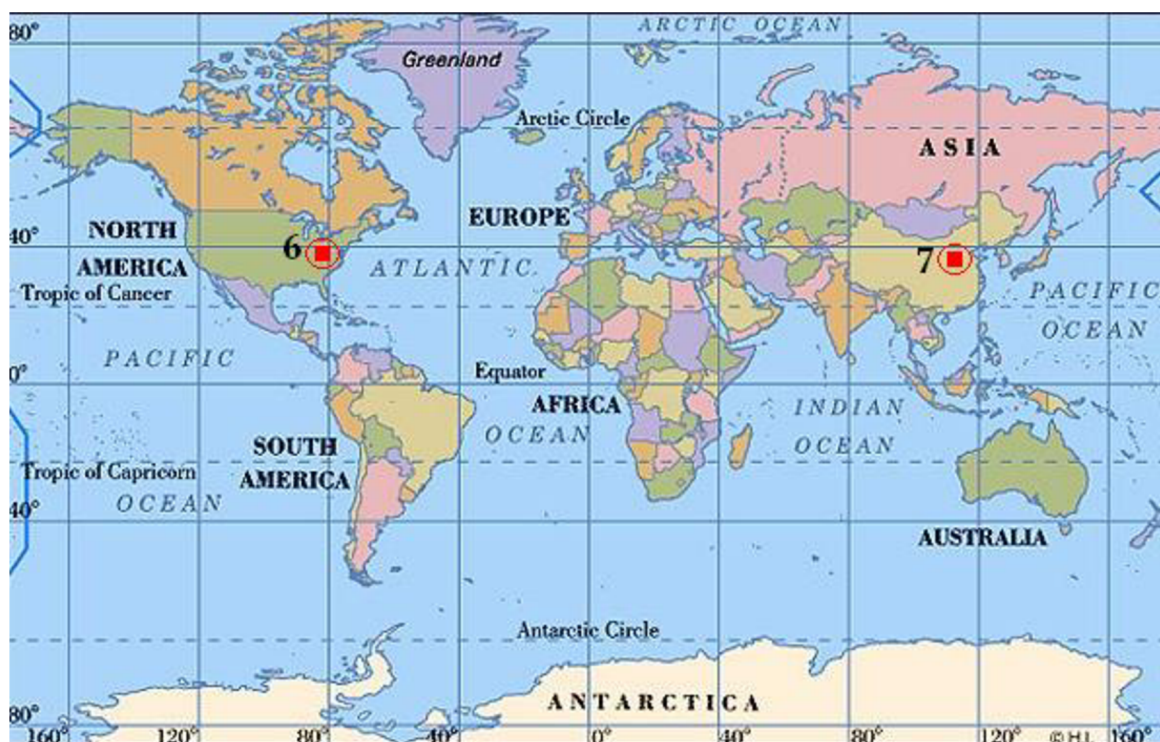 ARCTIC OCEAN
80°
Greenland
Arctic Circle
ASIA
NORTH
AMERICA
EUROPE
40°
6
7
ATLANTIC
Tropic of Cancer
PACIFIC
OCEAN
PACIFIC
0°
Equator
AFRICA
INDIAN
OCEAN
OCEAN
SOUTH
AMERICA
Tropic of Capricorn
OCEAN
40°
AUSTRALIA
Antarctic Circle
ANTARCTICA
80°
160° 120° 80° 40° 0° 40° 80° 120° ©H.L. 160°